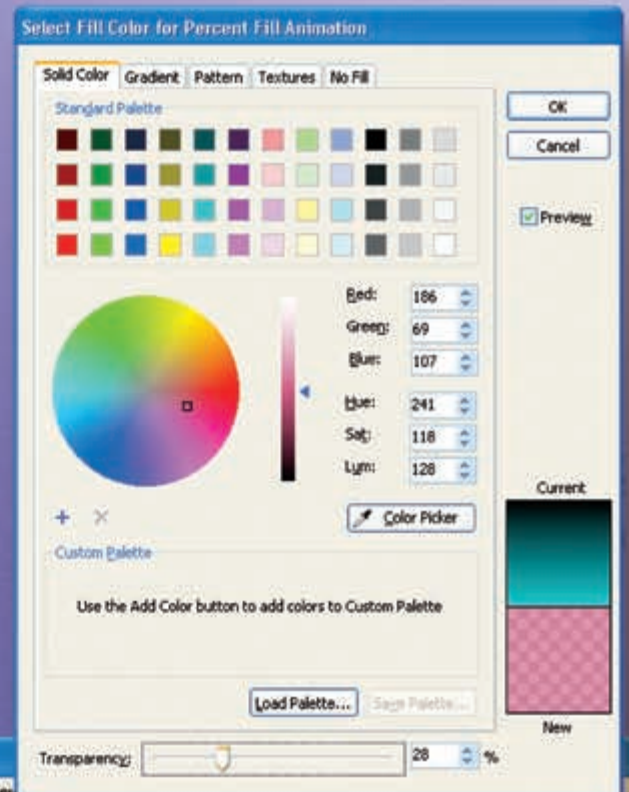 Select Fill Color for Percent Fill Animation
Solid Color Gradient Pattern Textures No Fill
Standard Palette
OK
Cancel
Preview
Red: 186
Green: 69
Blue: 107
Hue: 241
Sat: 118
Lym: 128
Color Picker
Current
Custom Palette
Use the Add Color button to add colors to Custom Palette
Load Palette... Save Palette...
New
Transparency: 28 %